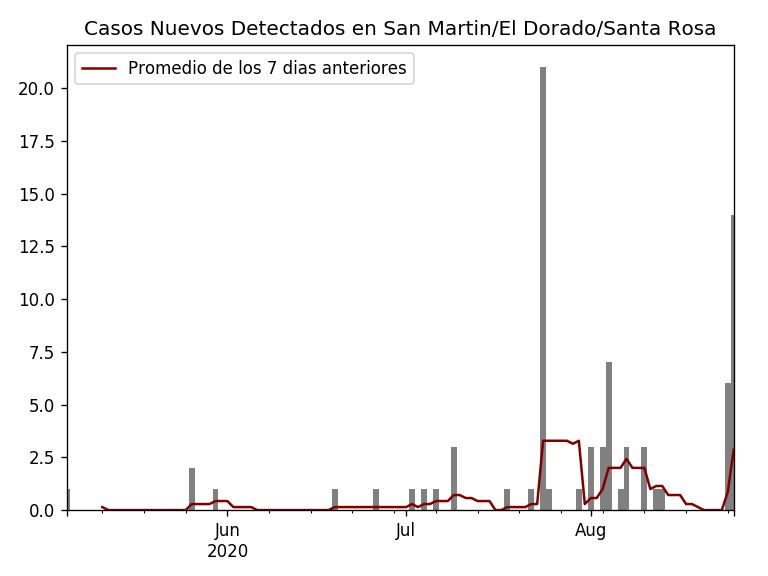 Casos Nuevos Detectados en San Martin/El Dorado/Santa Rosa
Promedio de los 7 dias anteriores
20.0
17.5
15.0
12.5
10.0
7.5
5.0
2.5
0.0
Jun
2020
Jul
Aug